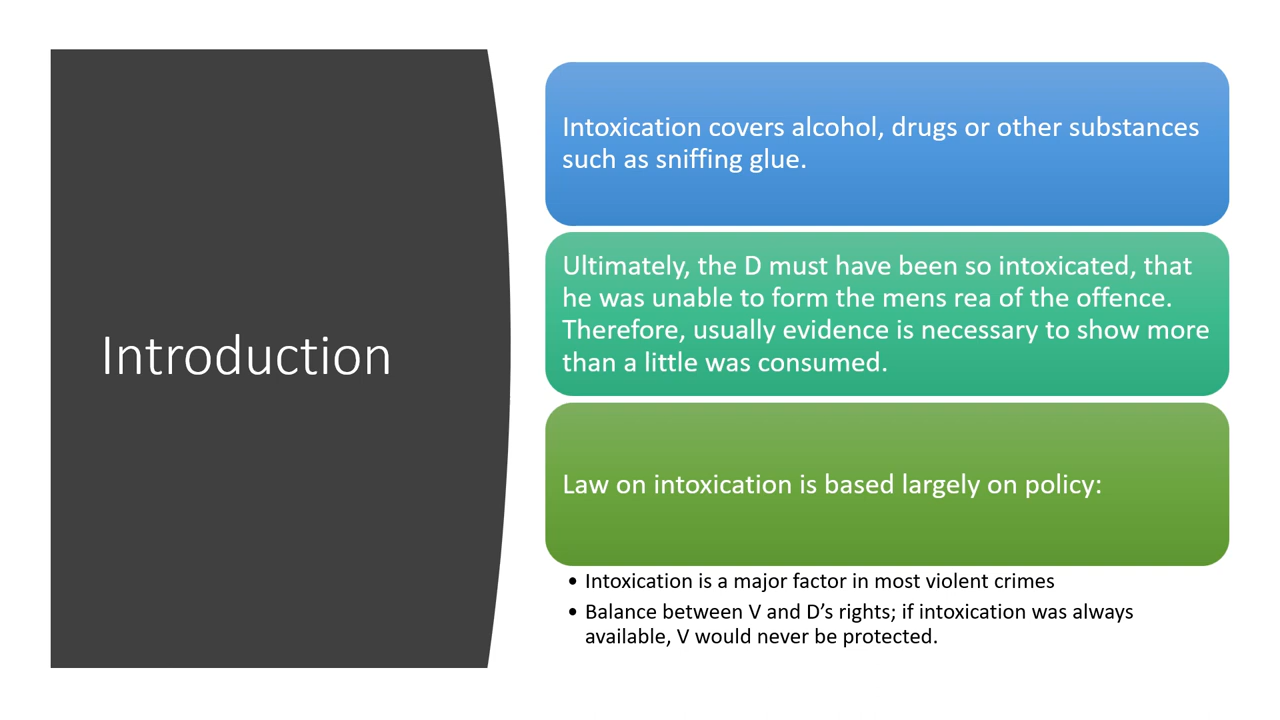 Introduction
Intoxication covers alcohol, drugs or other substances
such as sniffing glue.
Ultimately, the D must have been so intoxicated, that
he was unable to form the mens rea of the offence.
Therefore, usually evidence is necessary to show more
than a little was consumed.
Law on intoxication is based largely on policy:
• Intoxication is a major factor in most violent crimes
• Balance between V and D’s rights; if intoxication was always
available, V would never be protected.